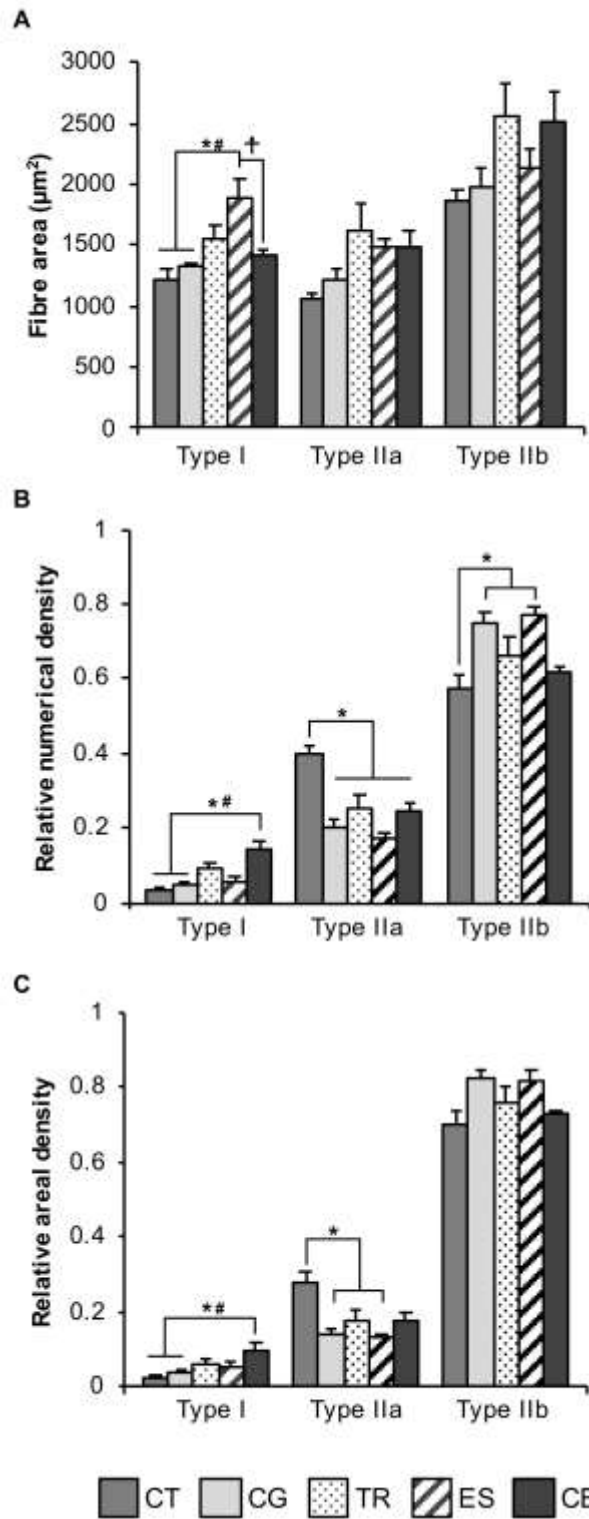 A
Fibre area (µm²)
3000
2500
2000
1500
1000
500
0
*# +
Type I Type IIa Type IIb
B
Relative numerical density
1
0.8
0.6
0.4
0.2
0
*#
*
*
Type I Type IIa Type IIb
C
Relative areal density
1
0.8
0.6
0.4
0.2
0
*#
*
Type I Type IIa Type IIb
CT CG TR ES